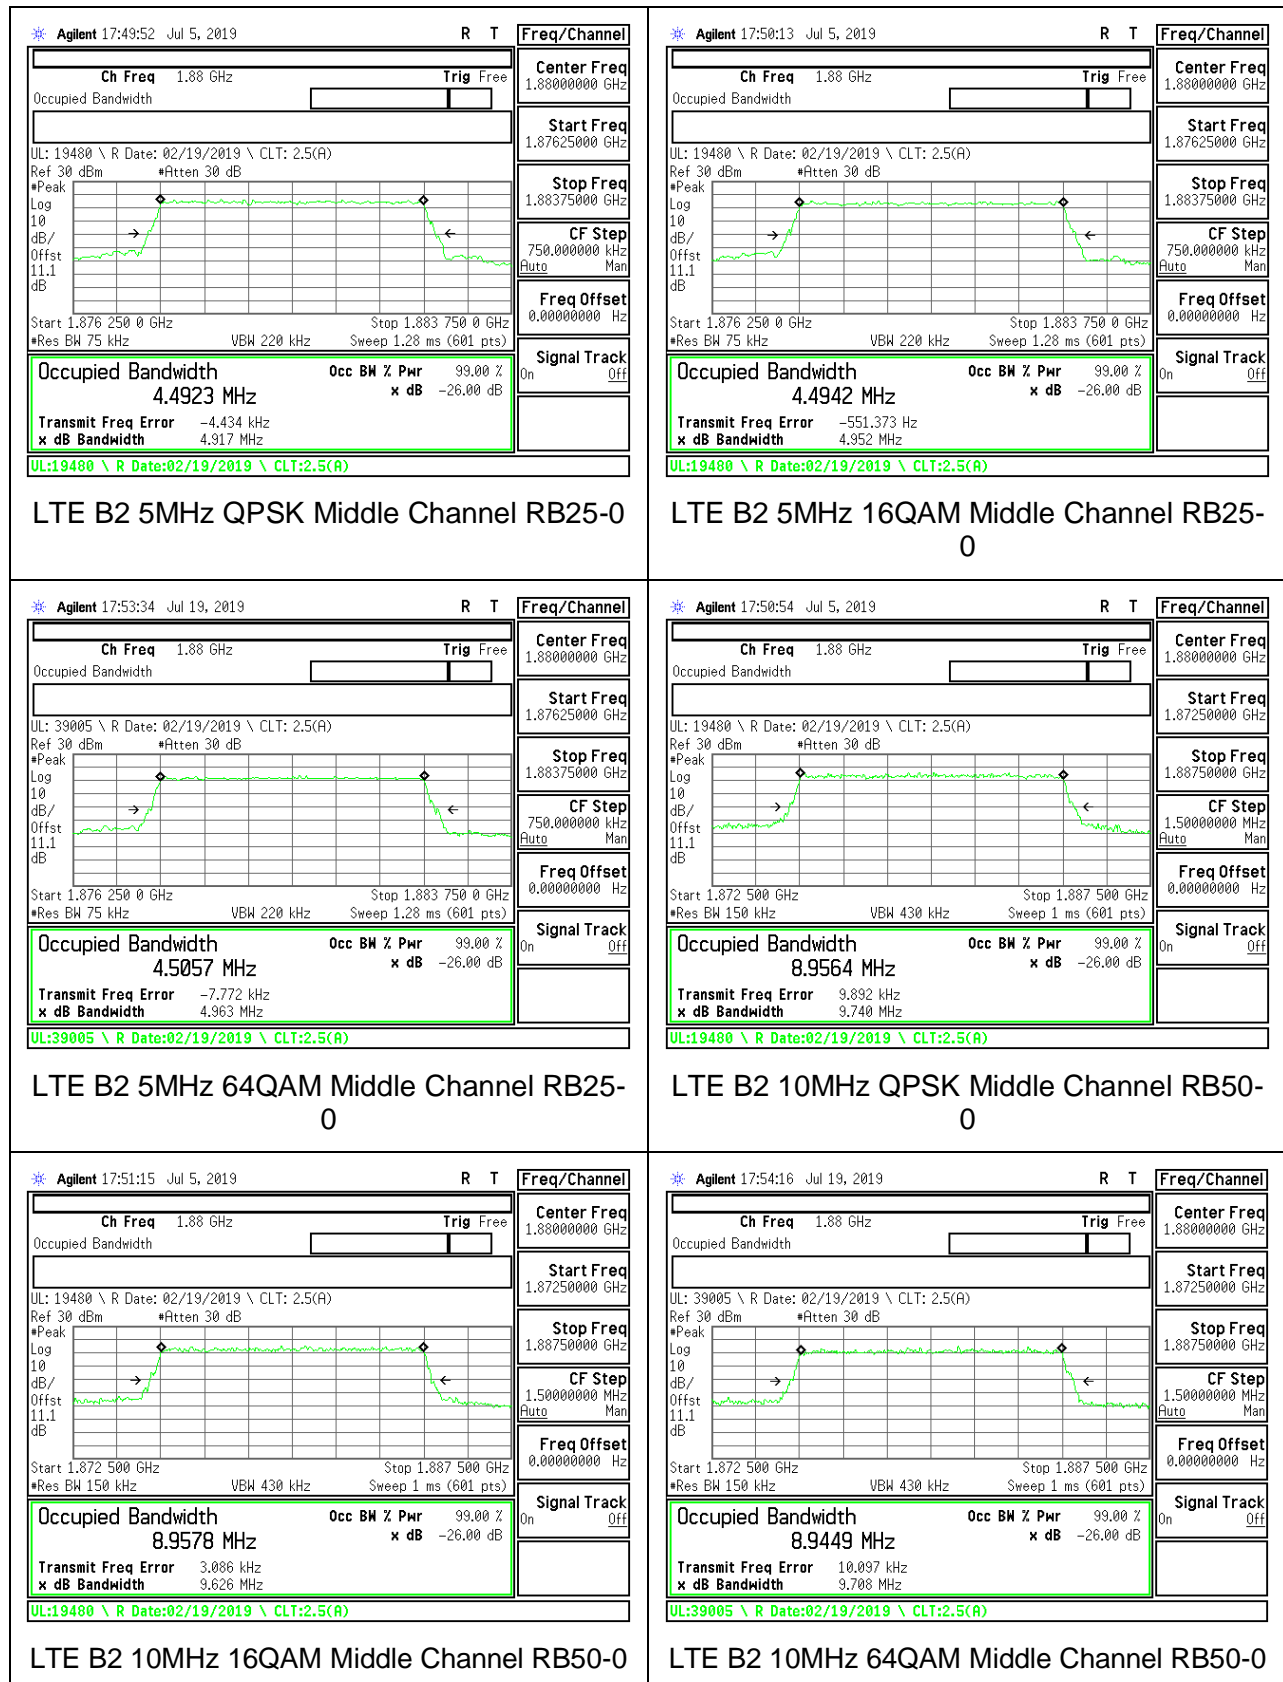 Agilent 17:49:52 Jul 5, 2019 R T Freq/Channel
Ch Freq 1.88 GHz Trig Free
Occupied Bandwidth
Center Freq
1.88000000 GHz
Start Freq
1.87625000 GHz
UL: 19480 \ R Date: 02/19/2019 \ CLT: 2.5(A)
Ref 30 dBm #Atten 30 dB
#Peak
Log
10
dB/
Offst
11.1
dB
Stop Freq
1.88375000 GHz
CF Step
750.000000 kHz
Auto Man
Freq Offset
0.00000000 Hz
Start 1.876 250 0 GHz Stop 1.883 750 0 GHz
#Res BW 75 kHz VBW 220 kHz Sweep 1.28 ms (601 pts)
Signal Track
On Off
Occupied Bandwidth Occ BW % Pwr 99.00 %
4.4923 MHz x dB -26.00 dB
Transmit Freq Error -4.434 kHz
x dB Bandwidth 4.917 MHz
UL:19480 \ R Date:02/19/2019 \ CLT:2.5(A)
LTE B2 5MHz QPSK Middle Channel RB25-0
Agilent 17:50:13 Jul 5, 2019 R T Freq/Channel
Ch Freq 1.88 GHz Trig Free
Occupied Bandwidth
Center Freq
1.88000000 GHz
Start Freq
1.87625000 GHz
UL: 19480 \ R Date: 02/19/2019 \ CLT: 2.5(A)
Ref 30 dBm #Atten 30 dB
#Peak
Log
10
dB/
Offst
11.1
dB
Stop Freq
1.88375000 GHz
CF Step
750.000000 kHz
Auto Man
Freq Offset
0.00000000 Hz
Start 1.876 250 0 GHz Stop 1.883 750 0 GHz
#Res BW 75 kHz VBW 220 kHz Sweep 1.28 ms (601 pts)
Signal Track
On Off
Occupied Bandwidth Occ BW % Pwr 99.00 %
4.4942 MHz x dB -26.00 dB
Transmit Freq Error -551.373 Hz
x dB Bandwidth 4.952 MHz
UL:19480 \ R Date:02/19/2019 \ CLT:2.5(A)
LTE B2 5MHz 16QAM Middle Channel RB25-
0
Agilent 17:53:34 Jul 19, 2019 R T Freq/Channel
Ch Freq 1.88 GHz Trig Free
Occupied Bandwidth
Center Freq
1.88000000 GHz
Start Freq
1.87625000 GHz
UL: 39005 \ R Date: 02/19/2019 \ CLT: 2.5(A)
Ref 30 dBm #Atten 30 dB
#Peak
Log
10
dB/
Offst
11.1
dB
Stop Freq
1.88375000 GHz
CF Step
750.000000 kHz
Auto Man
Freq Offset
0.00000000 Hz
Start 1.876 250 0 GHz Stop 1.883 750 0 GHz
#Res BW 75 kHz VBW 220 kHz Sweep 1.28 ms (601 pts)
Signal Track
On Off
Occupied Bandwidth Occ BW % Pwr 99.00 %
4.5057 MHz x dB -26.00 dB
Transmit Freq Error -7.772 kHz
x dB Bandwidth 4.963 MHz
UL:39005 \ R Date:02/19/2019 \ CLT:2.5(A)
LTE B2 5MHz 64QAM Middle Channel RB25-
0
Agilent 17:50:54 Jul 5, 2019 R T Freq/Channel
Ch Freq 1.88 GHz Trig Free
Occupied Bandwidth
Center Freq
1.88000000 GHz
Start Freq
1.87250000 GHz
UL: 19480 \ R Date: 02/19/2019 \ CLT: 2.5(A)
Ref 30 dBm #Atten 30 dB
#Peak
Log
10
dB/
Offst
11.1
dB
Stop Freq
1.88750000 GHz
CF Step
1.50000000 MHz
Auto Man
Freq Offset
0.00000000 Hz
Start 1.872 500 GHz Stop 1.887 500 GHz
#Res BW 150 kHz VBW 430 kHz Sweep 1 ms (601 pts)
Signal Track
On Off
Occupied Bandwidth Occ BW % Pwr 99.00 %
8.9564 MHz x dB -26.00 dB
Transmit Freq Error 9.892 kHz
x dB Bandwidth 9.740 MHz
UL:19480 \ R Date:02/19/2019 \ CLT:2.5(A)
LTE B2 10MHz QPSK Middle Channel RB50-
0
Agilent 17:51:15 Jul 5, 2019 R T Freq/Channel
Ch Freq 1.88 GHz Trig Free
Occupied Bandwidth
Center Freq
1.88000000 GHz
Start Freq
1.87250000 GHz
UL: 19480 \ R Date: 02/19/2019 \ CLT: 2.5(A)
Ref 30 dBm #Atten 30 dB
#Peak
Log
10
dB/
Offst
11.1
dB
Stop Freq
1.88750000 GHz
CF Step
1.50000000 MHz
Auto Man
Freq Offset
0.00000000 Hz
Start 1.872 500 GHz Stop 1.887 500 GHz
#Res BW 150 kHz VBW 430 kHz Sweep 1 ms (601 pts)
Signal Track
On Off
Occupied Bandwidth Occ BW % Pwr 99.00 %
8.9578 MHz x dB -26.00 dB
Transmit Freq Error 3.086 kHz
x dB Bandwidth 9.626 MHz
UL:19480 \ R Date:02/19/2019 \ CLT:2.5(A)
LTE B2 10MHz 16QAM Middle Channel RB50-0
Agilent 17:54:16 Jul 19, 2019 R T Freq/Channel
Ch Freq 1.88 GHz Trig Free
Occupied Bandwidth
Center Freq
1.88000000 GHz
Start Freq
1.87250000 GHz
UL: 39005 \ R Date: 02/19/2019 \ CLT: 2.5(A)
Ref 30 dBm #Atten 30 dB
#Peak
Log
10
dB/
Offst
11.1
dB
Stop Freq
1.88750000 GHz
CF Step
1.50000000 MHz
Auto Man
Freq Offset
0.00000000 Hz
Start 1.872 500 GHz Stop 1.887 500 GHz
#Res BW 150 kHz VBW 430 kHz Sweep 1 ms (601 pts)
Signal Track
On Off
Occupied Bandwidth Occ BW % Pwr 99.00 %
8.9449 MHz x dB -26.00 dB
Transmit Freq Error 10.097 kHz
x dB Bandwidth 9.708 MHz
UL:39005 \ R Date:02/19/2019 \ CLT:2.5(A)
LTE B2 10MHz 64QAM Middle Channel RB50-0